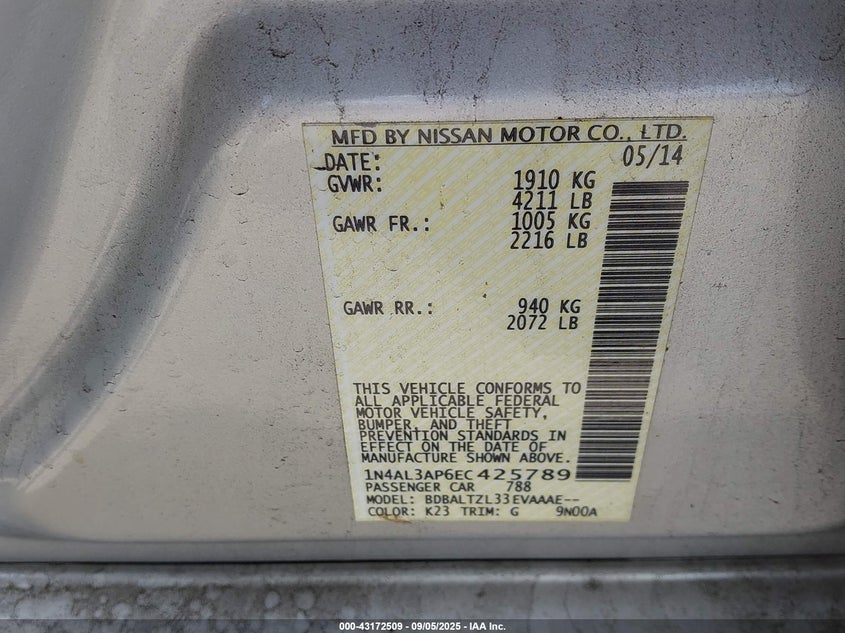 MFD BY NISSAN MOTOR CO., LTD.
DATE: 05/14
GVWR: 1910 KG
4211 LB
GAWR FR.: 1005 KG
2216 LB
GAWR RR.: 940 KG
2072 LB
THIS VEHICLE CONFORMS TO
ALL APPLICABLE FEDERAL
MOTOR VEHICLE SAFETY,
BUMPER, AND THEFT
PREVENTION STANDARDS IN
EFFECT ON THE DATE OF
MANUFACTURE SHOWN ABOVE.
1N4AL3AP6EC425789
PASSENGER CAR 788
MODEL: BDBALTZL33EVAAAE--
COLOR: K23 TRIM: G 9N00A
000-43172509 - 09/05/2025 - IAA Inc.